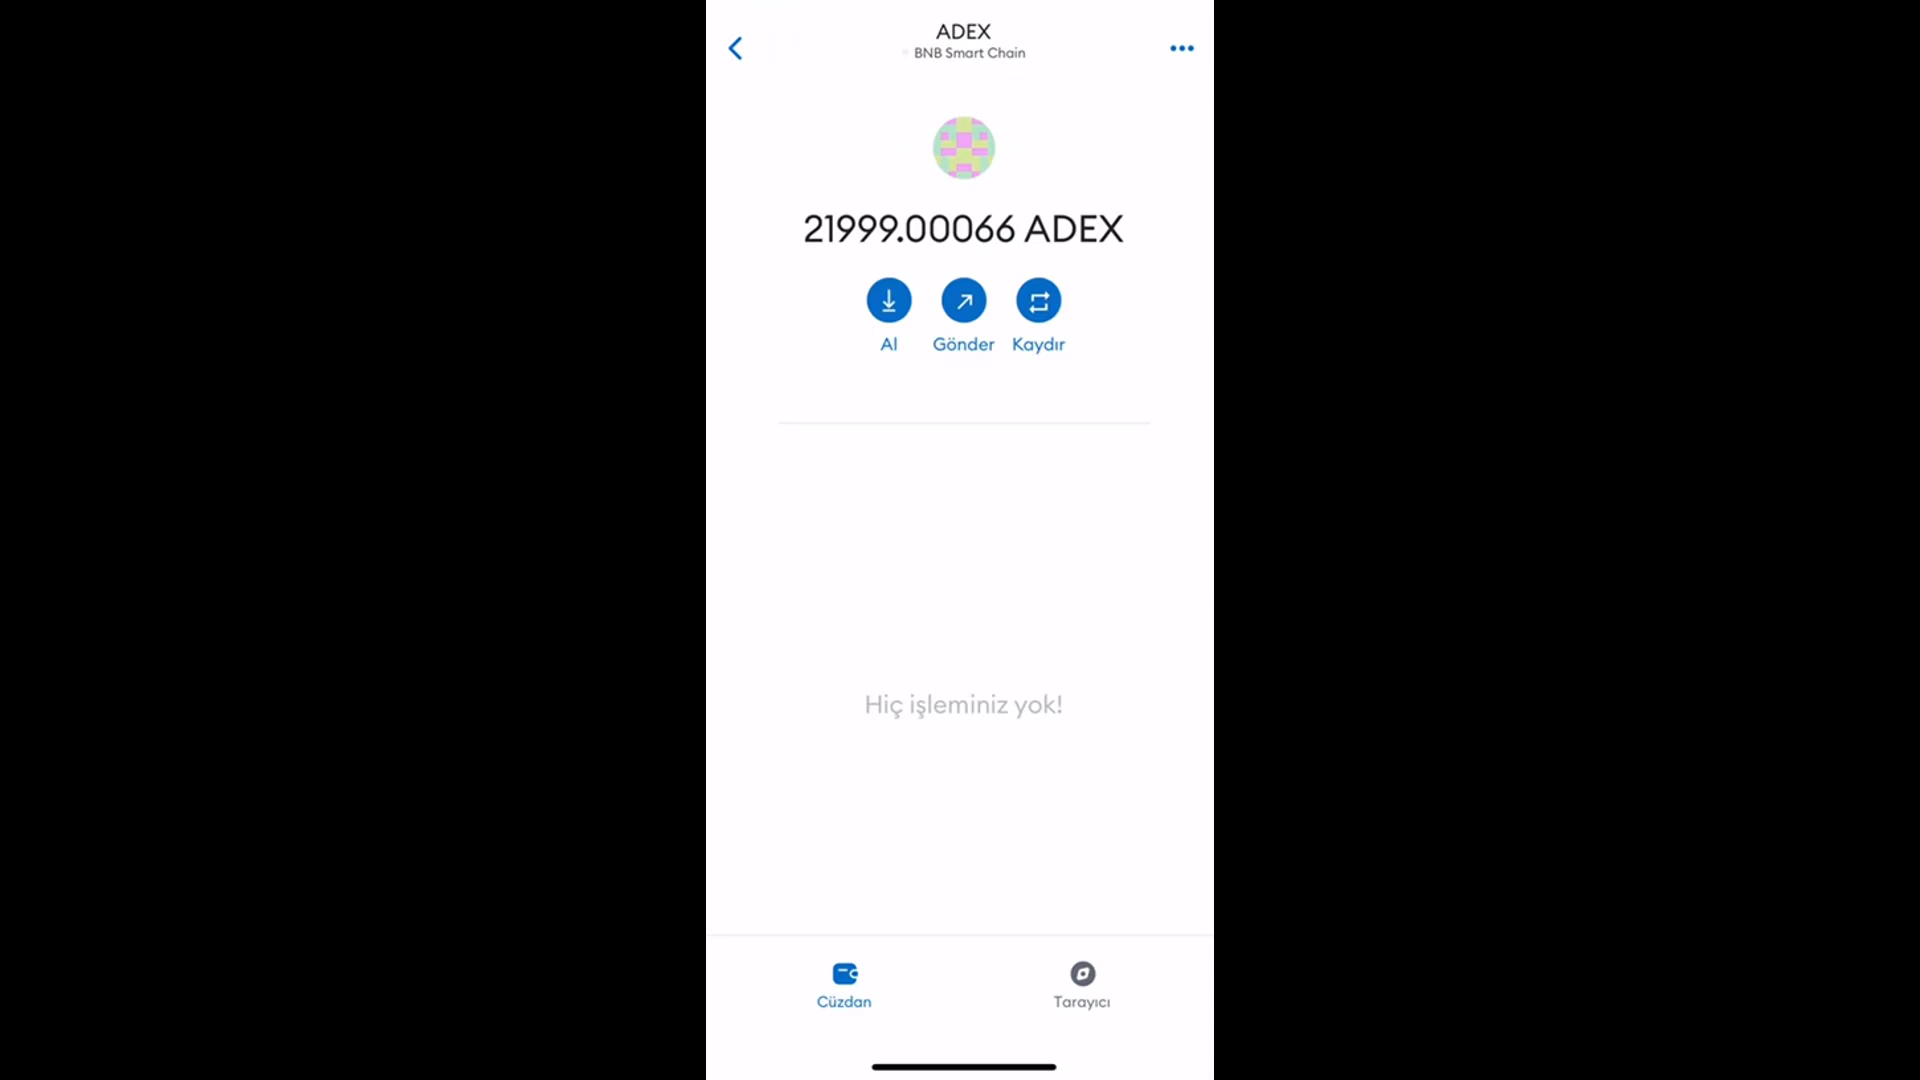 ADEX
BNB Smart Chain
21999.00066 ADEX
Al
Gönder
Kaydır
Hiç işleminiz yok!
Cüzdan
Tarayıcı